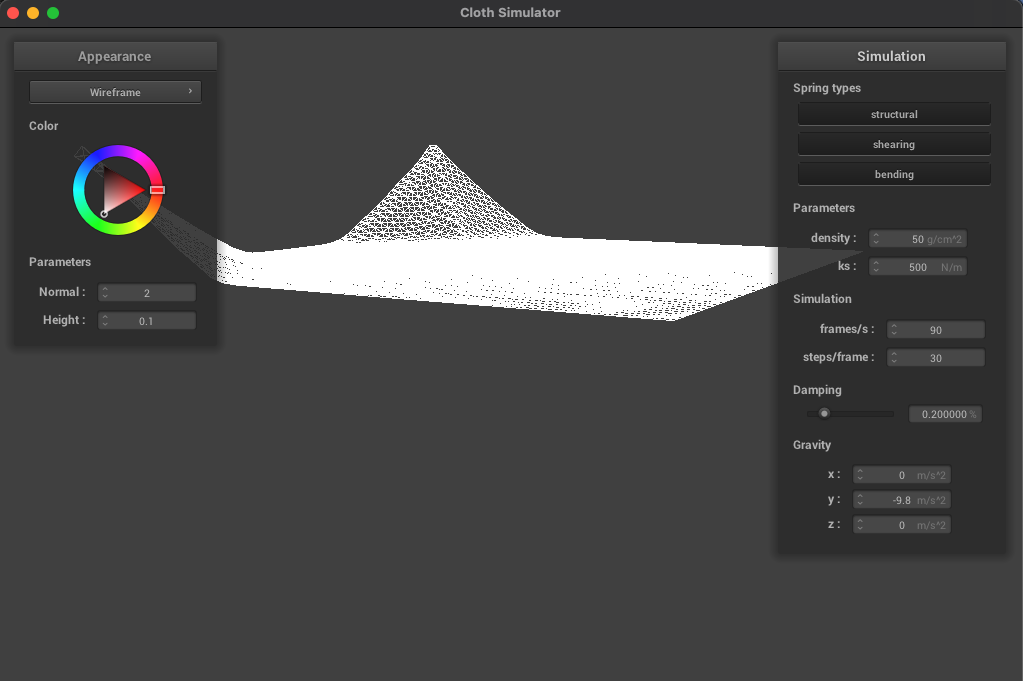 Cloth Simulator
Appearance
Wireframe
Color
Parameters
Normal : 2
Height : 0.1
Simulation
Spring types
structural
shearing
bending
Parameters
density : 50 g/cm^2
ks : 500 N/m
Simulation
frames/s : 90
steps/frame : 30
Damping
0.200000 %
Gravity
x : 0 m/s^2
y : -9.8 m/s^2
z : 0 m/s^2